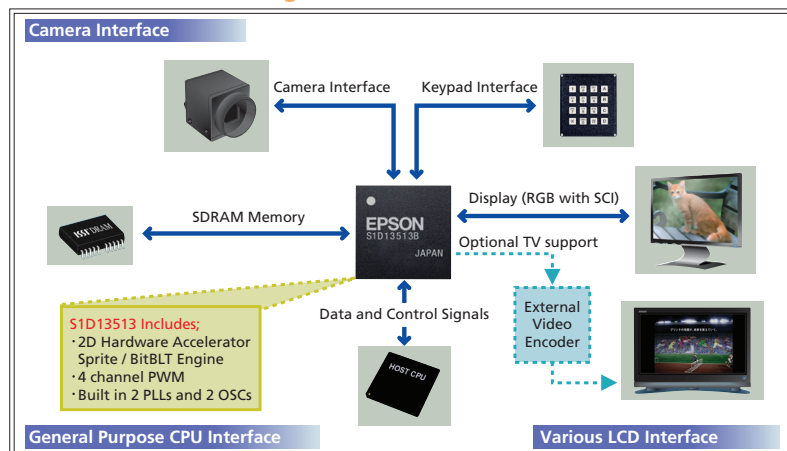 Camera Interface
Camera Interface
Keypad Interface
SDRAM Memory
ISSI DRAM
EPSON
S1D13513B
JAPAN
Display (RGB with SCI)
Optional TV support
Data and Control Signals
External
Video
Encoder
HOST CPU
S1D13513 Includes;
・2D Hardware Accelerator
Sprite / BitBLT Engine
・4 channel PWM
・Built in 2 PLLs and 2 OSCs
General Purpose CPU Interface
Various LCD Interface